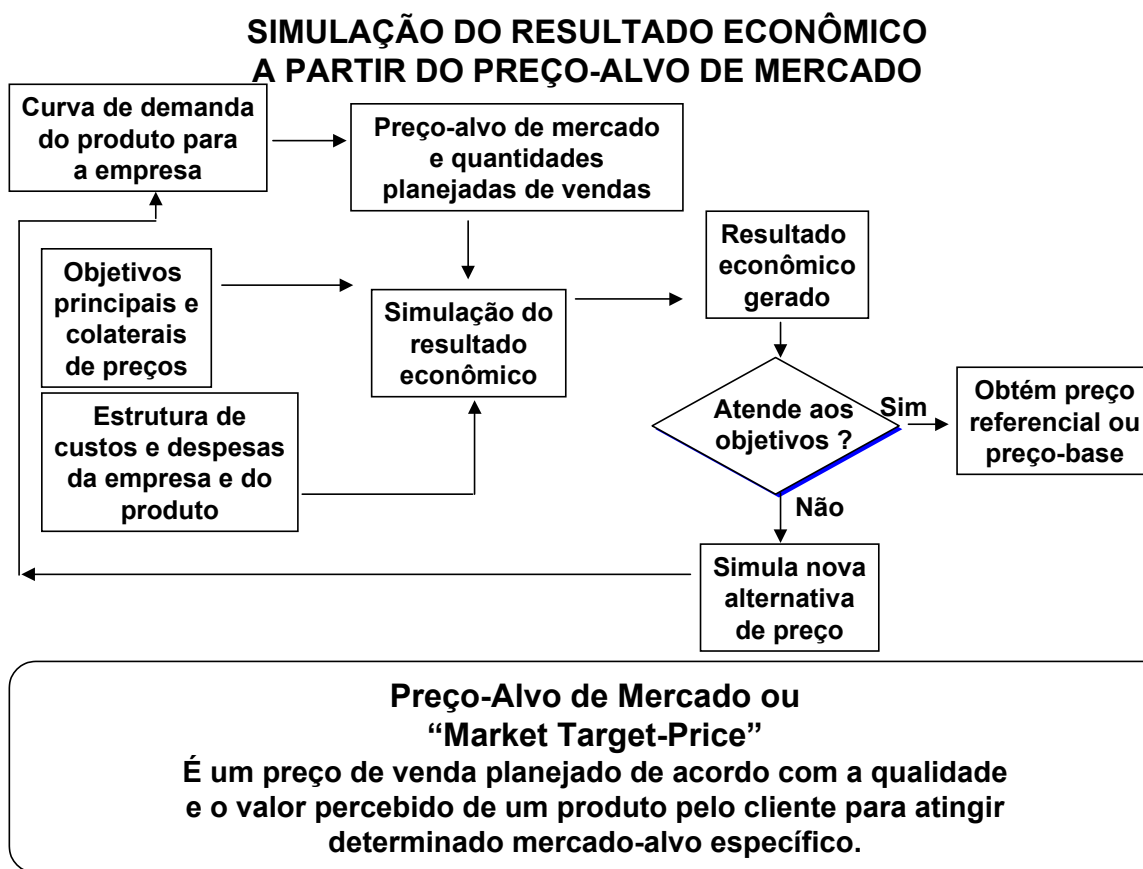 SIMULAÇÃO DO RESULTADO ECONÔMICO
A PARTIR DO PREÇO-ALVO DE MERCADO
Curva de demanda
do produto para
a empresa
Preço-alvo de mercado
e quantidades
planejadas de vendas
Objetivos
principais e
colaterais
de preços
Simulação do
resultado
econômico
Resultado
econômico
gerado
Estrutura de
custos e despesas
da empresa e do
produto
Atende aos
objetivos ?
Sim
Obtém preço
referencial ou
preço-base
Não
Simula nova
alternativa
de preço
Preço-Alvo de Mercado ou
“Market Target-Price”
É um preço de venda planejado de acordo com a qualidade
e o valor percebido de um produto pelo cliente para atingir
determinado mercado-alvo específico.